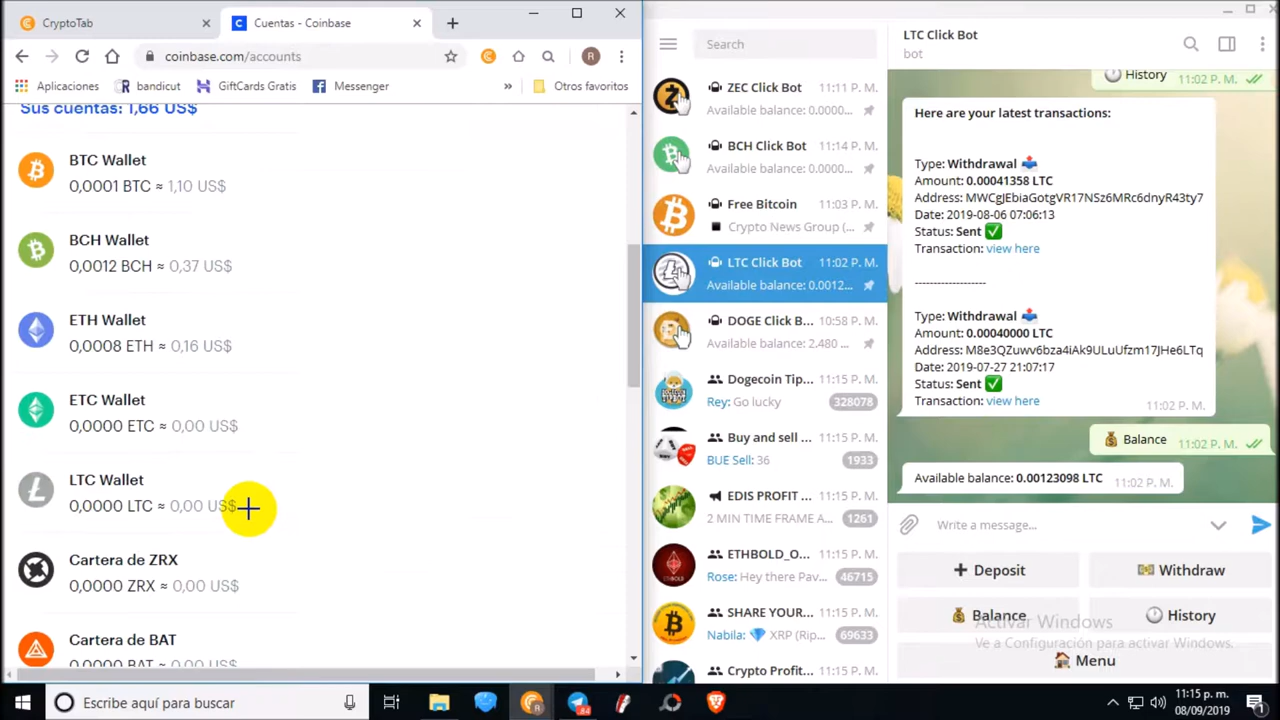 CryptoTab
Cuentas - Coinbase
coinbase.com/accounts
R
Aplicaciones
bandicut
GiftCards Gratis
Messenger
»
Otros favoritos
Sus cuentas: 1,66 US$
BTC Wallet
0,0001 BTC ≈ 1,10 US$
BCH Wallet
0,0012 BCH ≈ 0,37 US$
ETH Wallet
0,0008 ETH ≈ 0,16 US$
ETC Wallet
0,0000 ETC ≈ 0,00 US$
LTC Wallet
0,0000 LTC ≈ 0,00 US$
Cartera de ZRX
0,0000 ZRX ≈ 0,00 US$
Cartera de BAT
0,0000 BAT ≈ 0,00 US$
Search
ZEC Click Bot 11:11 P. M.
Available balance: 0.0000...
BCH Click Bot 11:14 P. M.
Available balance: 0.0000...
Free Bitcoin 11:03 P. M.
Crypto News Group (...
LTC Click Bot 11:02 P. M.
Available balance: 0.0012...
DOGE Click B... 10:58 P. M.
Available balance: 2.480 ...
Dogecoin Tip... 11:15 P. M.
Rey: Go lucky 328078
Buy and sell ... 11:15 P. M.
BUE Sell: 36 1933
EDIS PROFIT ... 11:15 P. M.
2 MIN TIME FRAME A... 1261
ETHBOLD_O... 11:15 P. M.
Rose: Hey there Pav... 46715
SHARE YOUR... 11:15 P. M.
Nabila: 💎 XRP (Rip... 69633
Crypto Profit... 11:15 P. M.
LTC Click Bot
bot
History 11:02 P. M.
Here are your latest transactions:
Type: Withdrawal 📤
Amount: 0.00041358 LTC
Address: MWCgJEbiaGotgVR17NSz6MRc6dnyR43ty7
Date: 2019-08-06 07:06:13
Status: Sent ✅
Transaction: view here
------------------
Type: Withdrawal 📤
Amount: 0.00040000 LTC
Address: M8e3QZuwv6bza4iAk9ULuUfzm17JHe6LTq
Date: 2019-07-27 21:07:17
Status: Sent ✅
Transaction: view here
11:02 P. M.
💰 Balance 11:02 P. M.
Available balance: 0.00123098 LTC 11:02 P. M.
Write a message...
➕ Deposit
💵 Withdraw
💰 Balance
🕐 History
🏠 Menu
Activar Windows
Ve a Configuración para activar Windows.
Escribe aquí para buscar
11:15 p. m.
08/09/2019